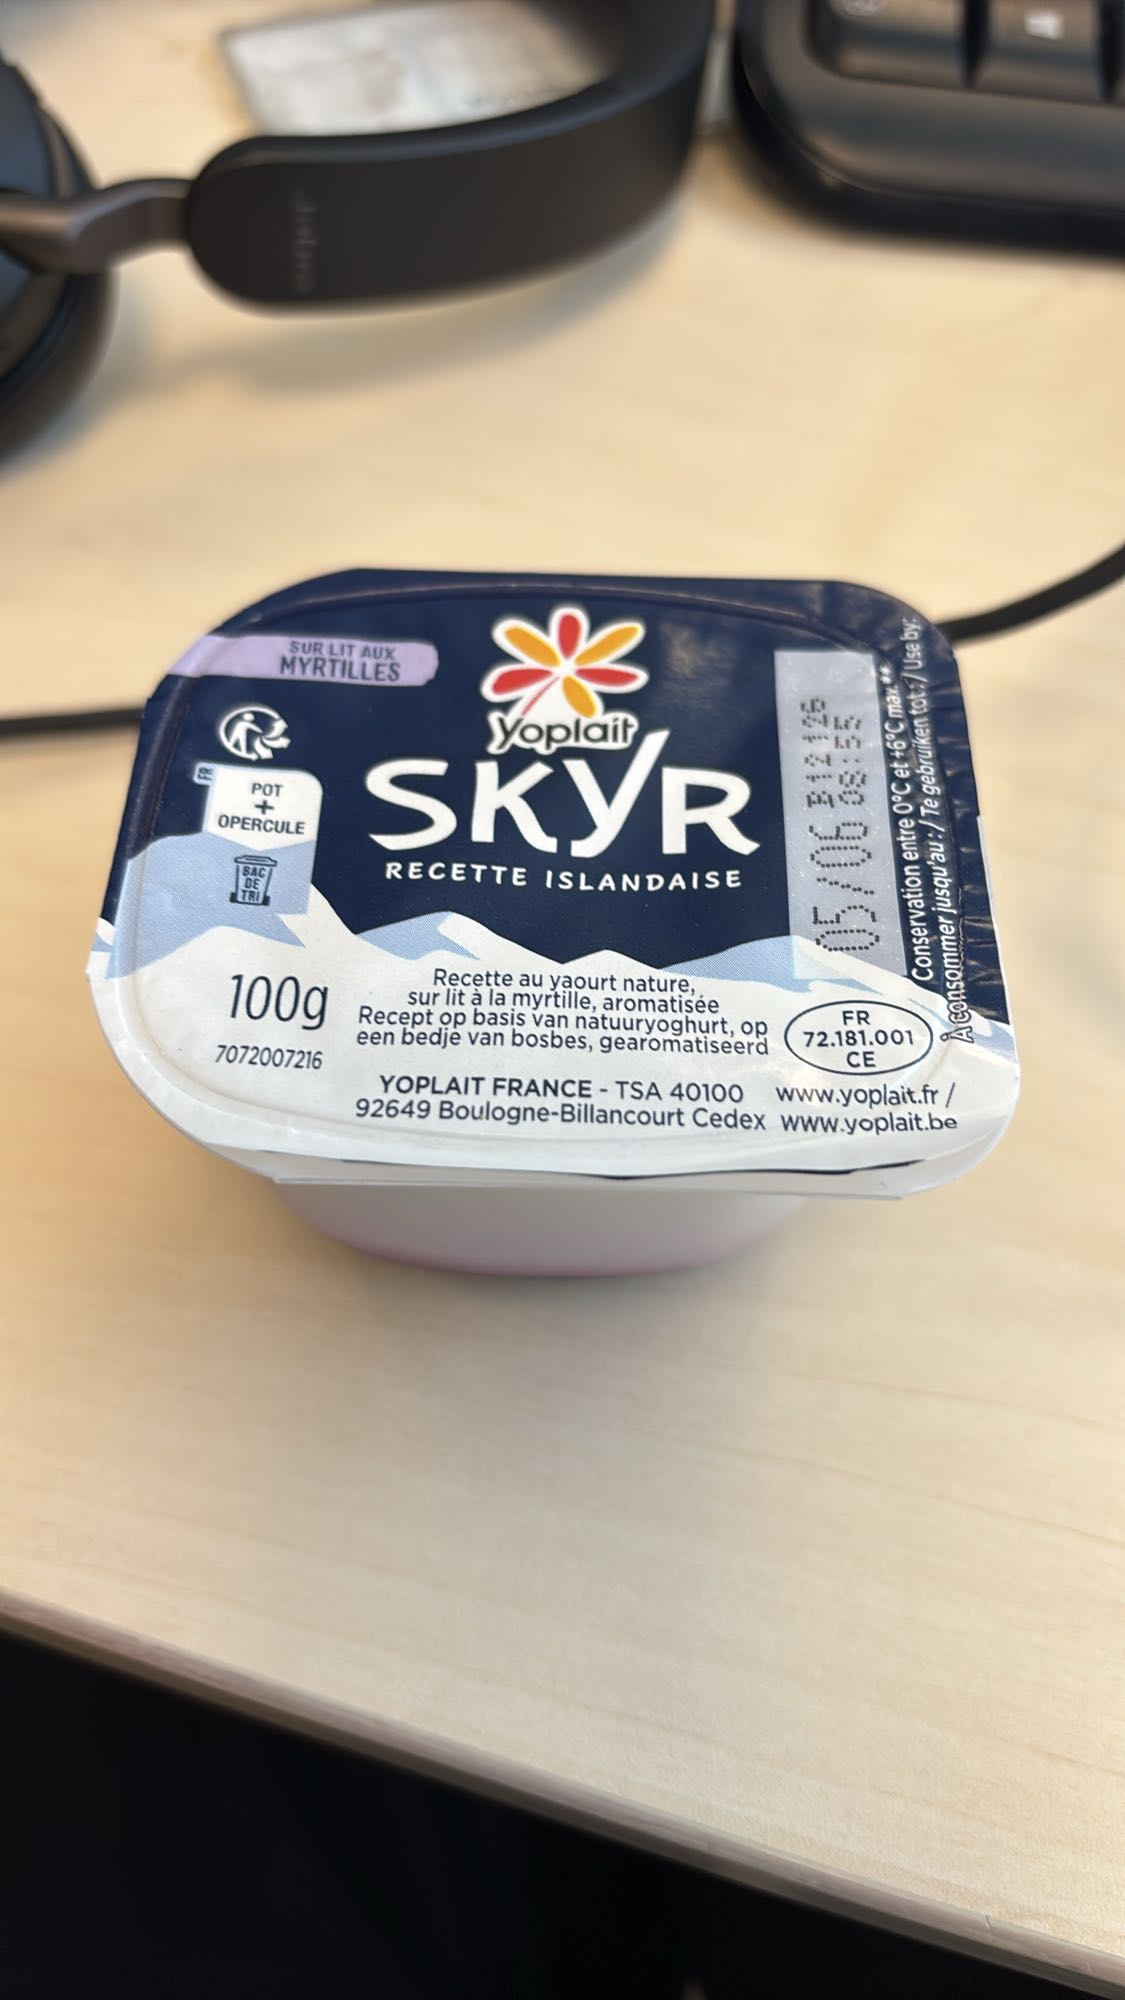 SUR LIT AUX
MYRTILLES
Yoplait
SKYR
RECETTE ISLANDAISE
FR
POT
+
OPERCULE
BAC
DE
TRI
100g
7072007216
Recette au yaourt nature,
sur lit à la myrtille, aromatisée
Recept op basis van natuuryoghurt, op
een bedje van bosbes, gearomatiseerd
YOPLAIT FRANCE - TSA 40100
92649 Boulogne-Billancourt Cedex
www.yoplait.fr /
www.yoplait.be
FR
72.181.001
CE
05/06
08:55
Conservation entre 0°C et +6°C max.**
À consommer jusqu'au : / Te gebruiken tot : / Use by: